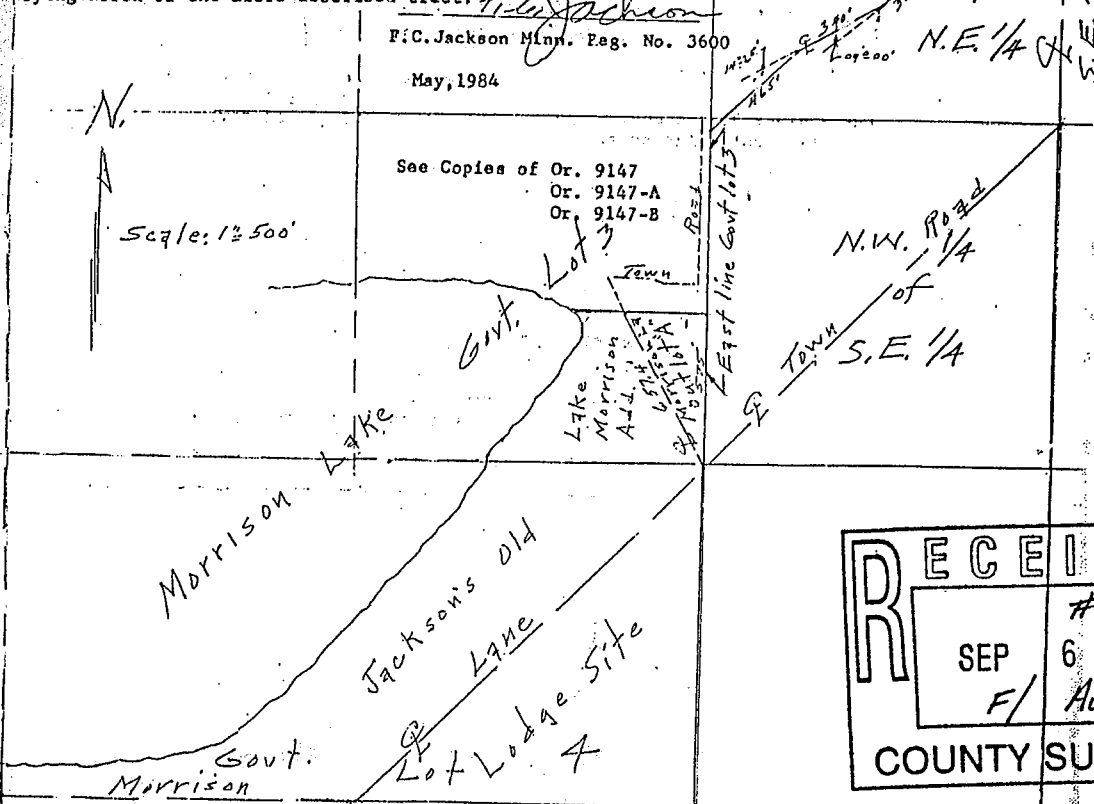 F.C.Jackson Minn. Reg. No. 3600
May, 1984
390'
N.E. 1/4
465'
N.
See Copies of Or. 9147
Or. 9147-A
Or. 9147-B
Scale: 1"=500'
Road
East line Govt lot 3
N.W. 1/4
of
S.E. 1/4
℄ Town Road
Town
Govt. Lot 3
Lake
Morrison
Add.
Outlot A
Morrison Lake
Jackson's Old
Lodge Site
℄ Lane
Govt. Lot 4
Morrison
RECEI
#
SEP 6
F/
COUNTY SU